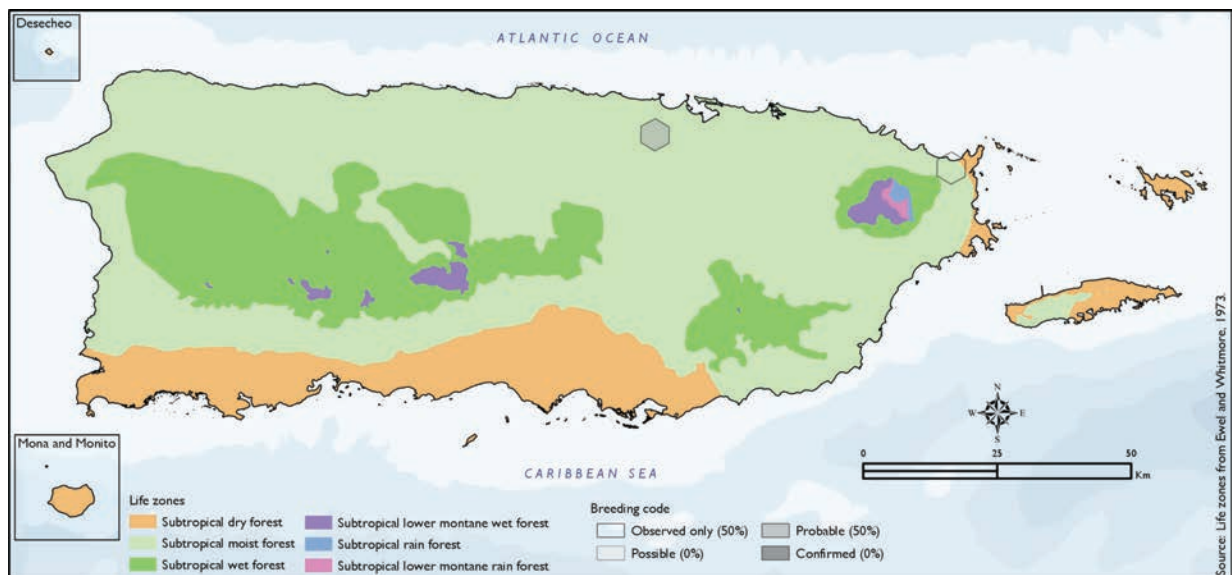 Desecheo
ATLANTIC OCEAN
Source: Life zones from Ewel and Whitmore, 1973.
N
W E
S
Mona and Monito
CARIBBEAN SEA
0 25 50
Km
Life zones
Subtropical dry forest
Subtropical moist forest
Subtropical wet forest
Subtropical lower montane wet forest
Subtropical rain forest
Subtropical lower montane rain forest
Breeding code
Observed only (50%)
Possible (0%)
Probable (50%)
Confirmed (0%)